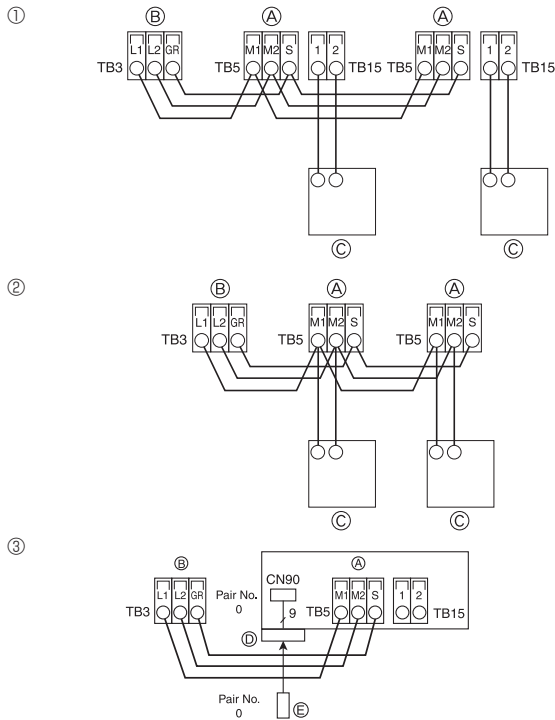 ①
Ⓑ Ⓐ Ⓐ
L1 L2 GR M1 M2 S 1 2 M1 M2 S 1 2
TB3 TB5 TB15 TB5 TB15
Ⓒ Ⓒ
②
Ⓑ Ⓐ Ⓐ
L1 L2 GR M1 M2 S M1 M2 S
TB3 TB5 TB5
Ⓒ Ⓒ
③
Ⓑ Ⓐ
CN90
L1 L2 GR Pair No. M1 M2 S 1 2
TB3 0 9 TB5 TB15
Ⓓ
Pair No.
0 Ⓔ